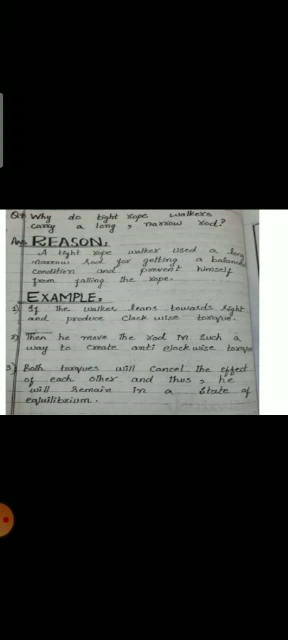 Q: Why do tight rope walkers
carry a long, narrow rod?
Ans: REASON:
A tight rope walker used a long
narrow rod for getting a balanced
condition and prevent himself
from falling the rope.
EXAMPLE:
1) If the walker leans towards right
and produce clock wise torque.
2) Then he move the rod in such a
way to create anti clock wise torque
3) Both torques will cancel the effect
of each other and thus, he
will remain in a state of
equilibrium.